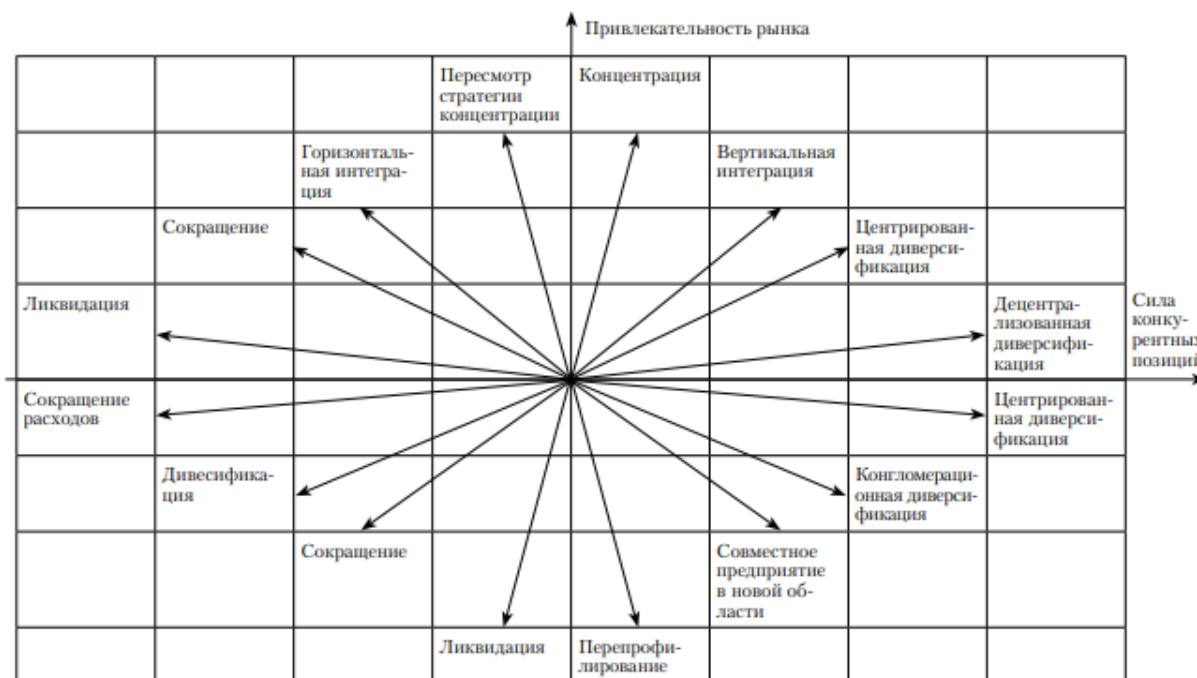 Привлекательность рынка
Пересмотр
стратегии
концентрации
Концентрация
Горизонталь-
ная интегра-
ция
Вертикальная
интеграция
Сокращение
Центрирован-
ная диверси-
фикация
Ликвидация
Децентра-
лизованная
диверсифи-
кация
Сила
конку-
рентных
позиций
Сокращение
расходов
Центрирован-
ная диверси-
фикация
Дивесифика-
ция
Конгломераци-
онная диверси-
фикация
Сокращение
Совместное
предприятие
в новой об-
ласти
Ликвидация
Перепрофи-
лирование